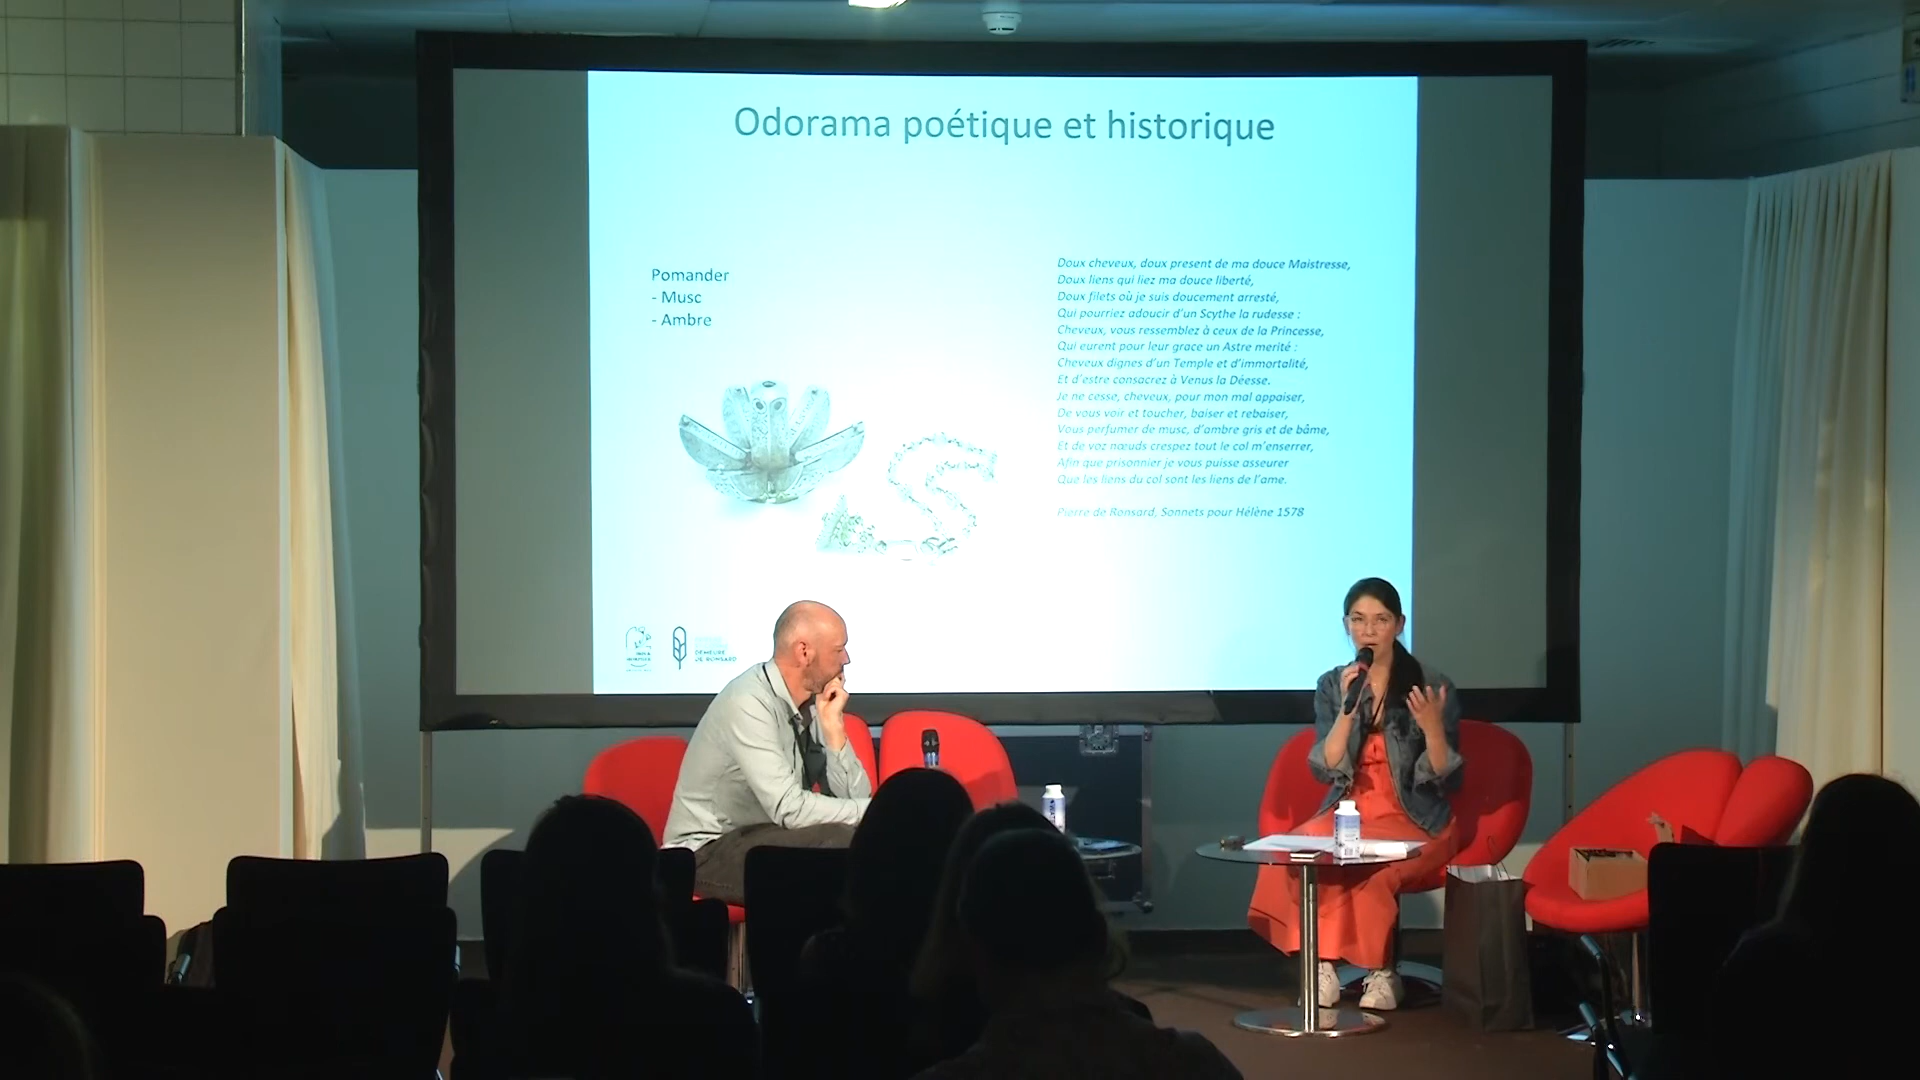 Odorama poétique et historique
Pomander
- Musc
- Ambre
Doux cheveux, doux present de ma douce Maistresse,
Doux liens qui liez ma douce liberté,
Doux filets où je suis doucement arresté,
Qui pourriez adoucir d'un Scythe la rudesse :
Cheveux, vous ressemblez à ceux de la Princesse,
Qui eurent pour leur grace un Astre merité :
Cheveux dignes d'un Temple et d'immortalité,
Et d'estre consacrez à Venus la Déesse.
Je ne cesse, cheveux, pour mon mal appaiser,
De vous voir et toucher, baiser et rebaiser,
Vous perfumer de musc, d'ambre gris et de bâme,
Et de voz nœuds crespez tout le col m'enserrer,
Afin que prisonnier je vous puisse asseurer
Que les liens du col sont les liens de l'ame.
Pierre de Ronsard, Sonnets pour Hélène 1578
DEMEURE
DE RONSARD